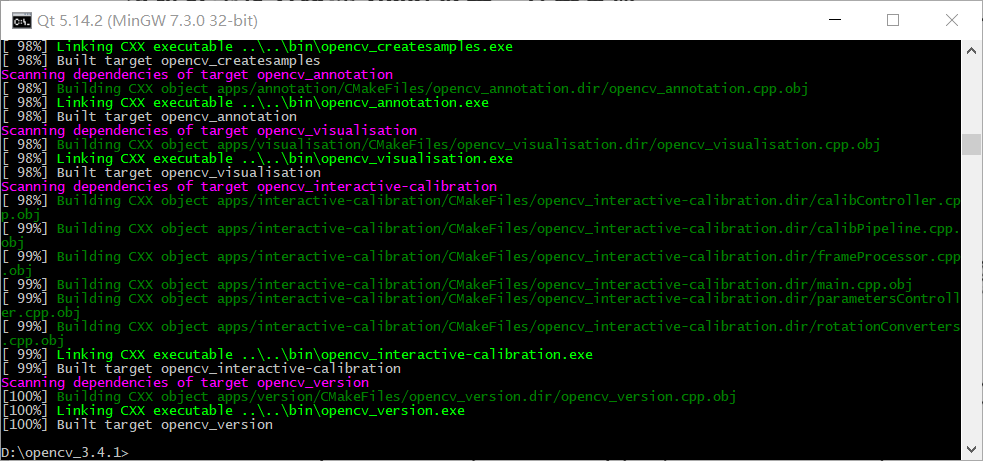 Qt 5.14.2 (MinGW 7.3.0 32-bit)
[ 98%] Linking CXX executable ..\..\bin\opencv_createsamples.exe
[ 98%] Built target opencv_createsamples
Scanning dependencies of target opencv_annotation
[ 98%] Building CXX object apps/annotation/CMakeFiles/opencv_annotation.dir/opencv_annotation.cpp.obj
[ 98%] Linking CXX executable ..\..\bin\opencv_annotation.exe
[ 98%] Built target opencv_annotation
Scanning dependencies of target opencv_visualisation
[ 98%] Building CXX object apps/visualisation/CMakeFiles/opencv_visualisation.dir/opencv_visualisation.cpp.obj
[ 98%] Linking CXX executable ..\..\bin\opencv_visualisation.exe
[ 98%] Built target opencv_visualisation
Scanning dependencies of target opencv_interactive-calibration
[ 98%] Building CXX object apps/interactive-calibration/CMakeFiles/opencv_interactive-calibration.dir/calibController.cp
p.obj
[ 99%] Building CXX object apps/interactive-calibration/CMakeFiles/opencv_interactive-calibration.dir/calibPipeline.cpp.
obj
[ 99%] Building CXX object apps/interactive-calibration/CMakeFiles/opencv_interactive-calibration.dir/frameProcessor.cpp
.obj
[ 99%] Building CXX object apps/interactive-calibration/CMakeFiles/opencv_interactive-calibration.dir/main.cpp.obj
[ 99%] Building CXX object apps/interactive-calibration/CMakeFiles/opencv_interactive-calibration.dir/parametersControll
er.cpp.obj
[ 99%] Building CXX object apps/interactive-calibration/CMakeFiles/opencv_interactive-calibration.dir/rotationConverters
.cpp.obj
[ 99%] Linking CXX executable ..\..\bin\opencv_interactive-calibration.exe
[ 99%] Built target opencv_interactive-calibration
Scanning dependencies of target opencv_version
[100%] Building CXX object apps/version/CMakeFiles/opencv_version.dir/opencv_version.cpp.obj
[100%] Linking CXX executable ..\..\bin\opencv_version.exe
[100%] Built target opencv_version
D:\opencv_3.4.1>